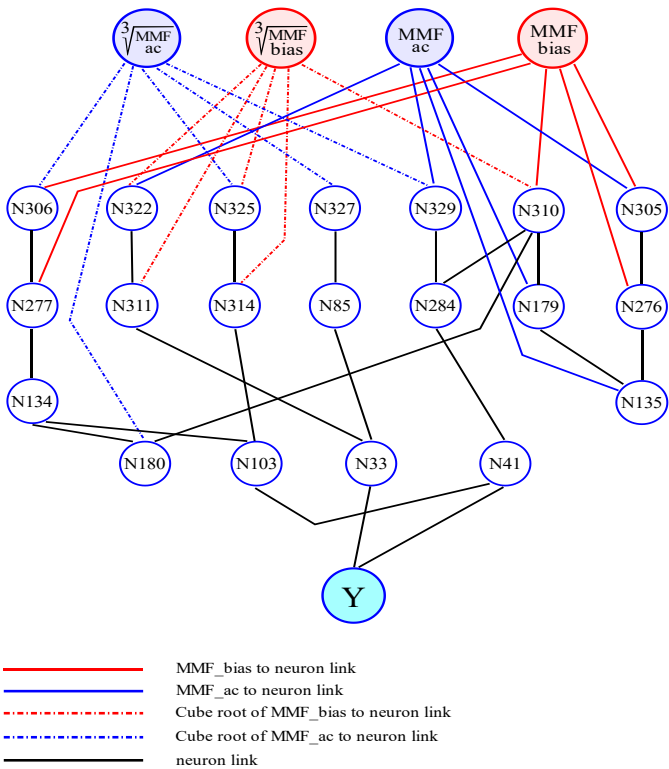 ∛MMF ac
∛MMF bias
MMF ac
MMF bias
N306 N322 N325 N327 N329 N310 N305
N277 N311 N314 N85 N284 N179 N276
N134 N135
N180 N103 N33 N41
Y
MMF_bias to neuron link
MMF_ac to neuron link
Cube root of MMF_bias to neuron link
Cube root of MMF_ac to neuron link
neuron link